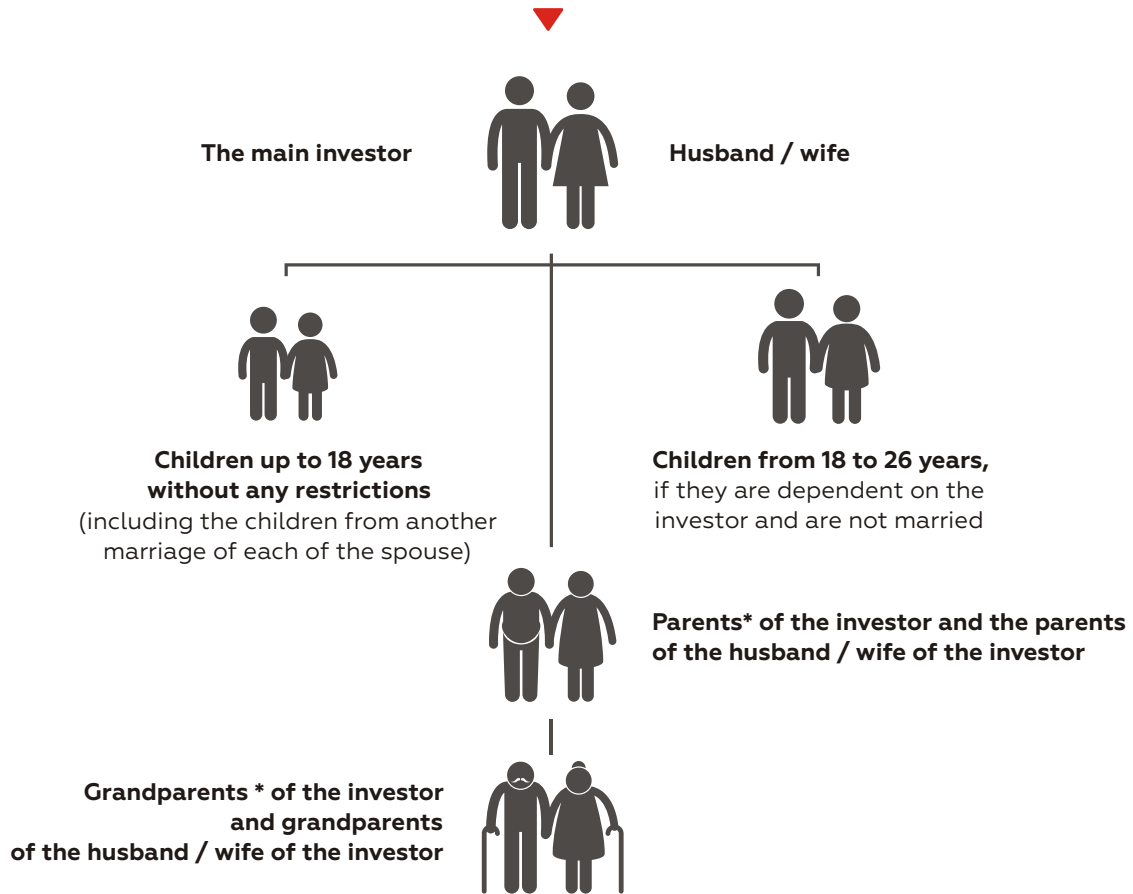 The main investor
Husband / wife
Children up to 18 years
without any restrictions
(including the children from another
marriage of each of the spouse)
Children from 18 to 26 years,
if they are dependent on the
investor and are not married
Parents* of the investor and the parents
of the husband / wife of the investor
Grandparents * of the investor
and grandparents
of the husband / wife of the investor